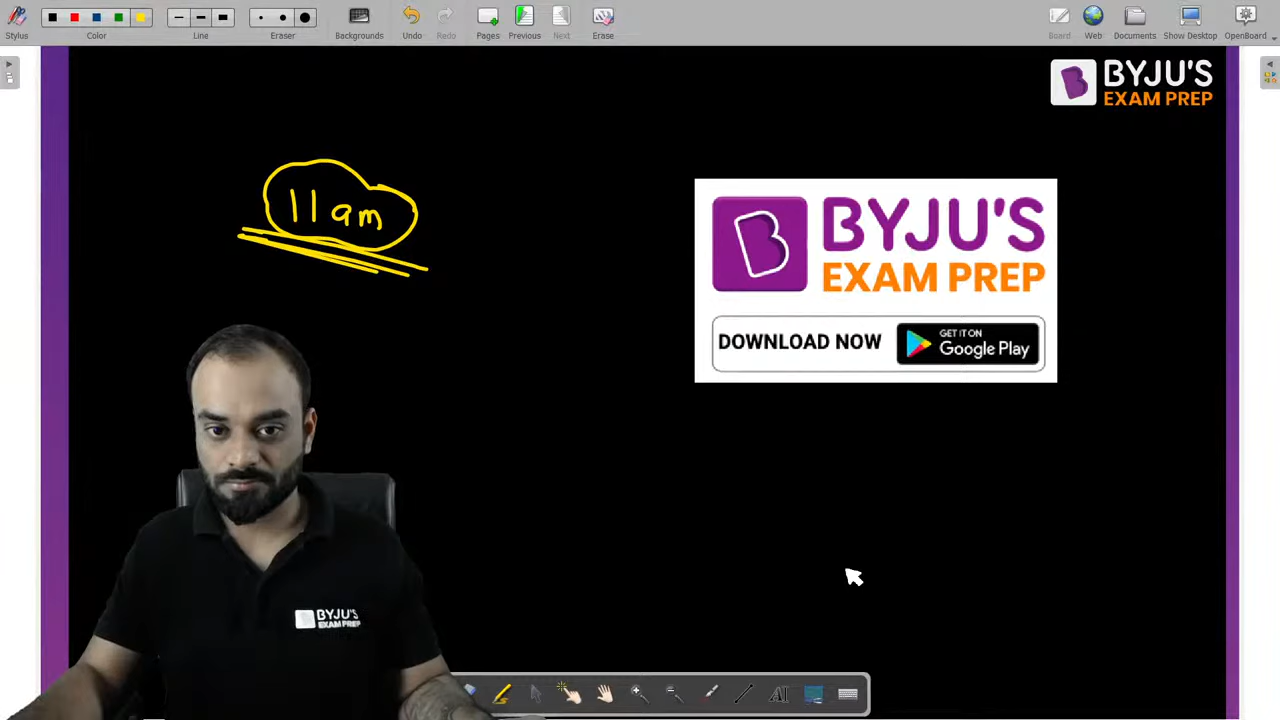 Stylus
Color
Line
Eraser
Backgrounds
Undo
Redo
Pages
Previous
Next
Erase
Board
Web
Documents
Show Desktop
OpenBoard
BYJU'S
EXAM PREP
11 am
BYJU'S
EXAM PREP
DOWNLOAD NOW
GET IT ON
Google Play
BYJU'S
EXAM PREP
AI